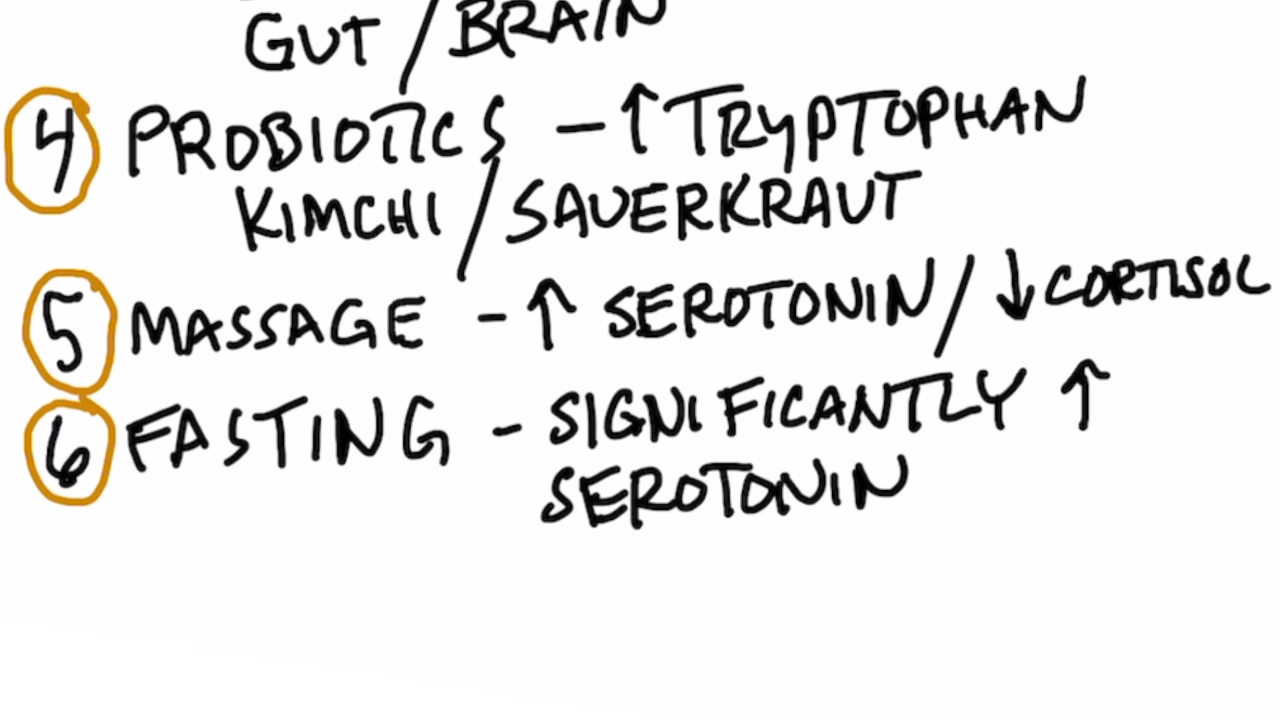 GUT / BRAIN
4 PROBIOTICS - ↑ TRYPTOPHAN
KIMCHI / SAUERKRAUT
5 MASSAGE - ↑ SEROTONIN / ↓ CORTISOL
6 FASTING - SIGNIFICANTLY ↑
SEROTONIN